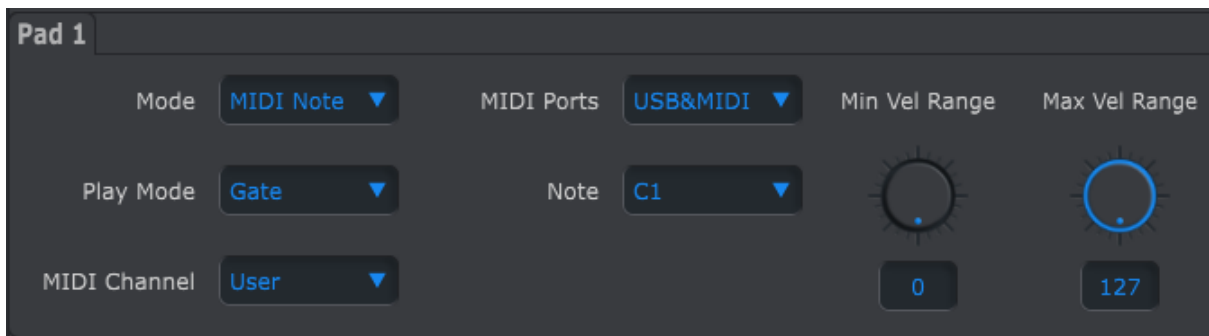 Pad 1
Mode MIDI Note MIDI Ports USB&MIDI Min Vel Range Max Vel Range
Play Mode Gate Note C1
MIDI Channel User 0 127